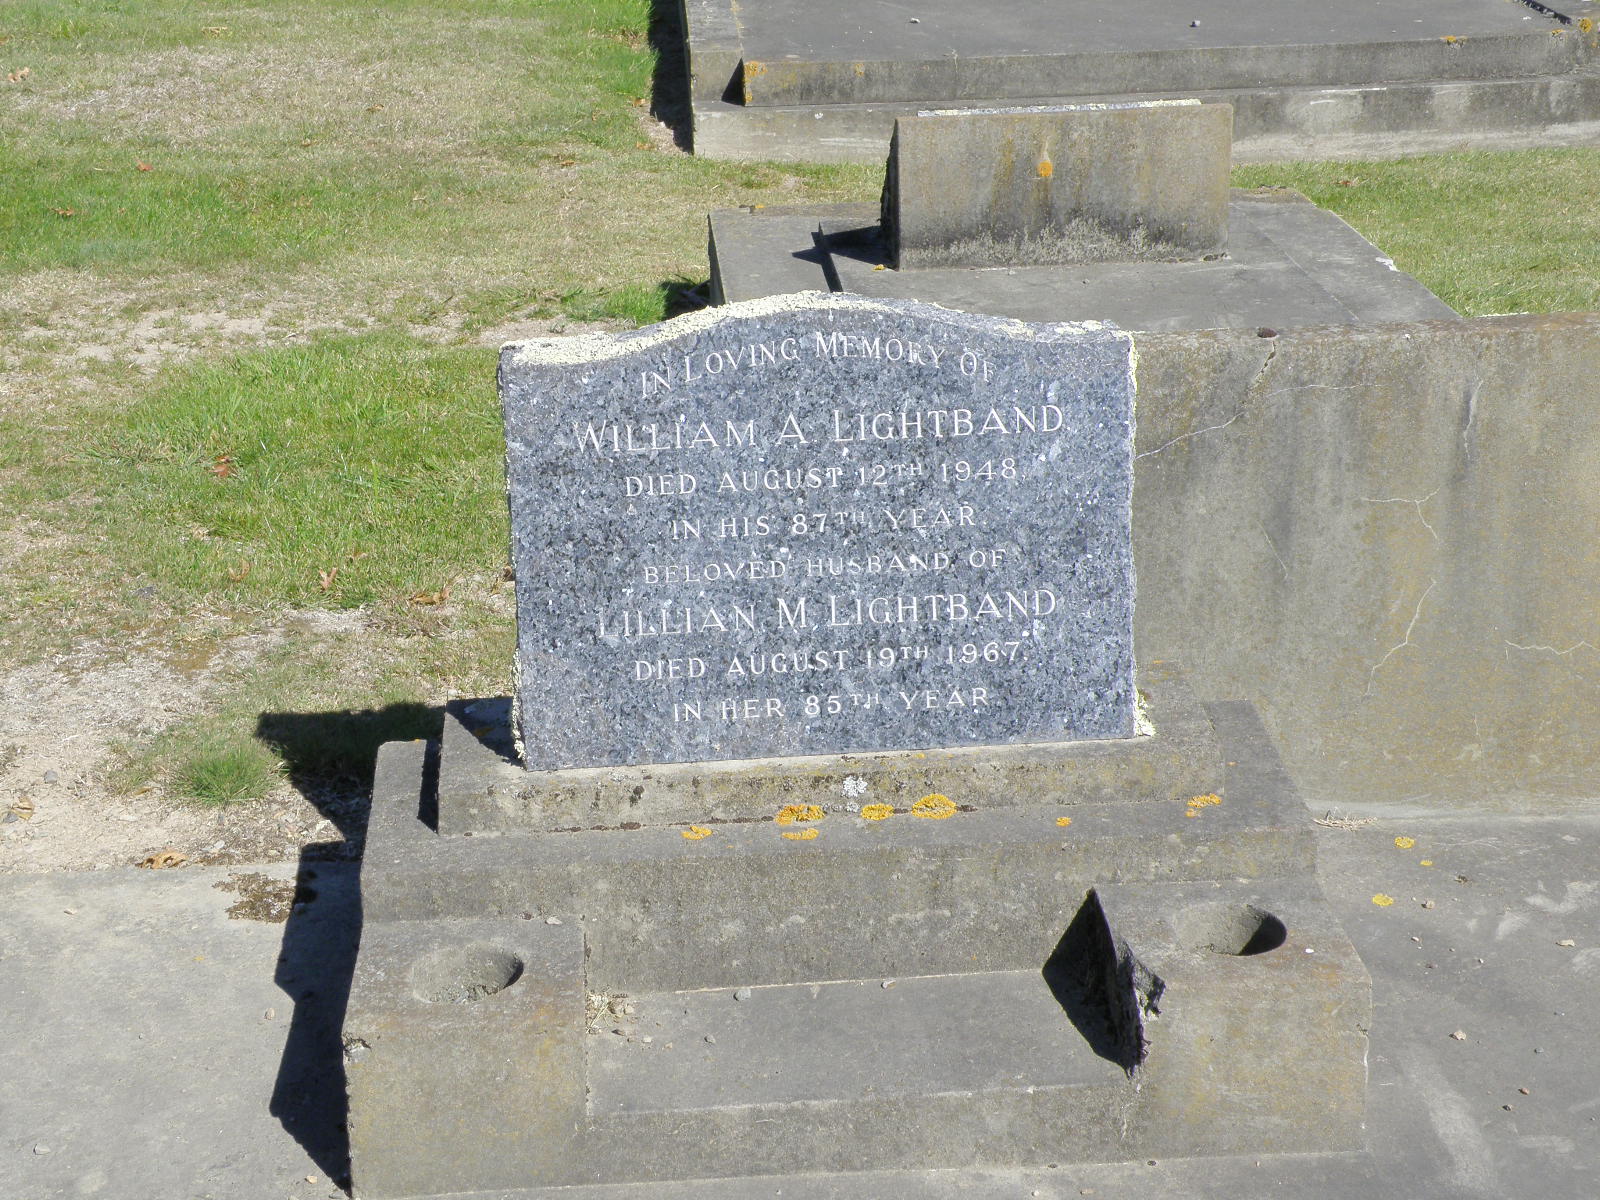 IN LOVING MEMORY OF
WILLIAM A. LIGHTBAND.
DIED AUGUST 12TH 1948,
IN HIS 87TH YEAR.
BELOVED HUSBAND OF
LILLIAN M. LIGHTBAND
DIED AUGUST 19TH 1967.
IN HER 85TH YEAR.